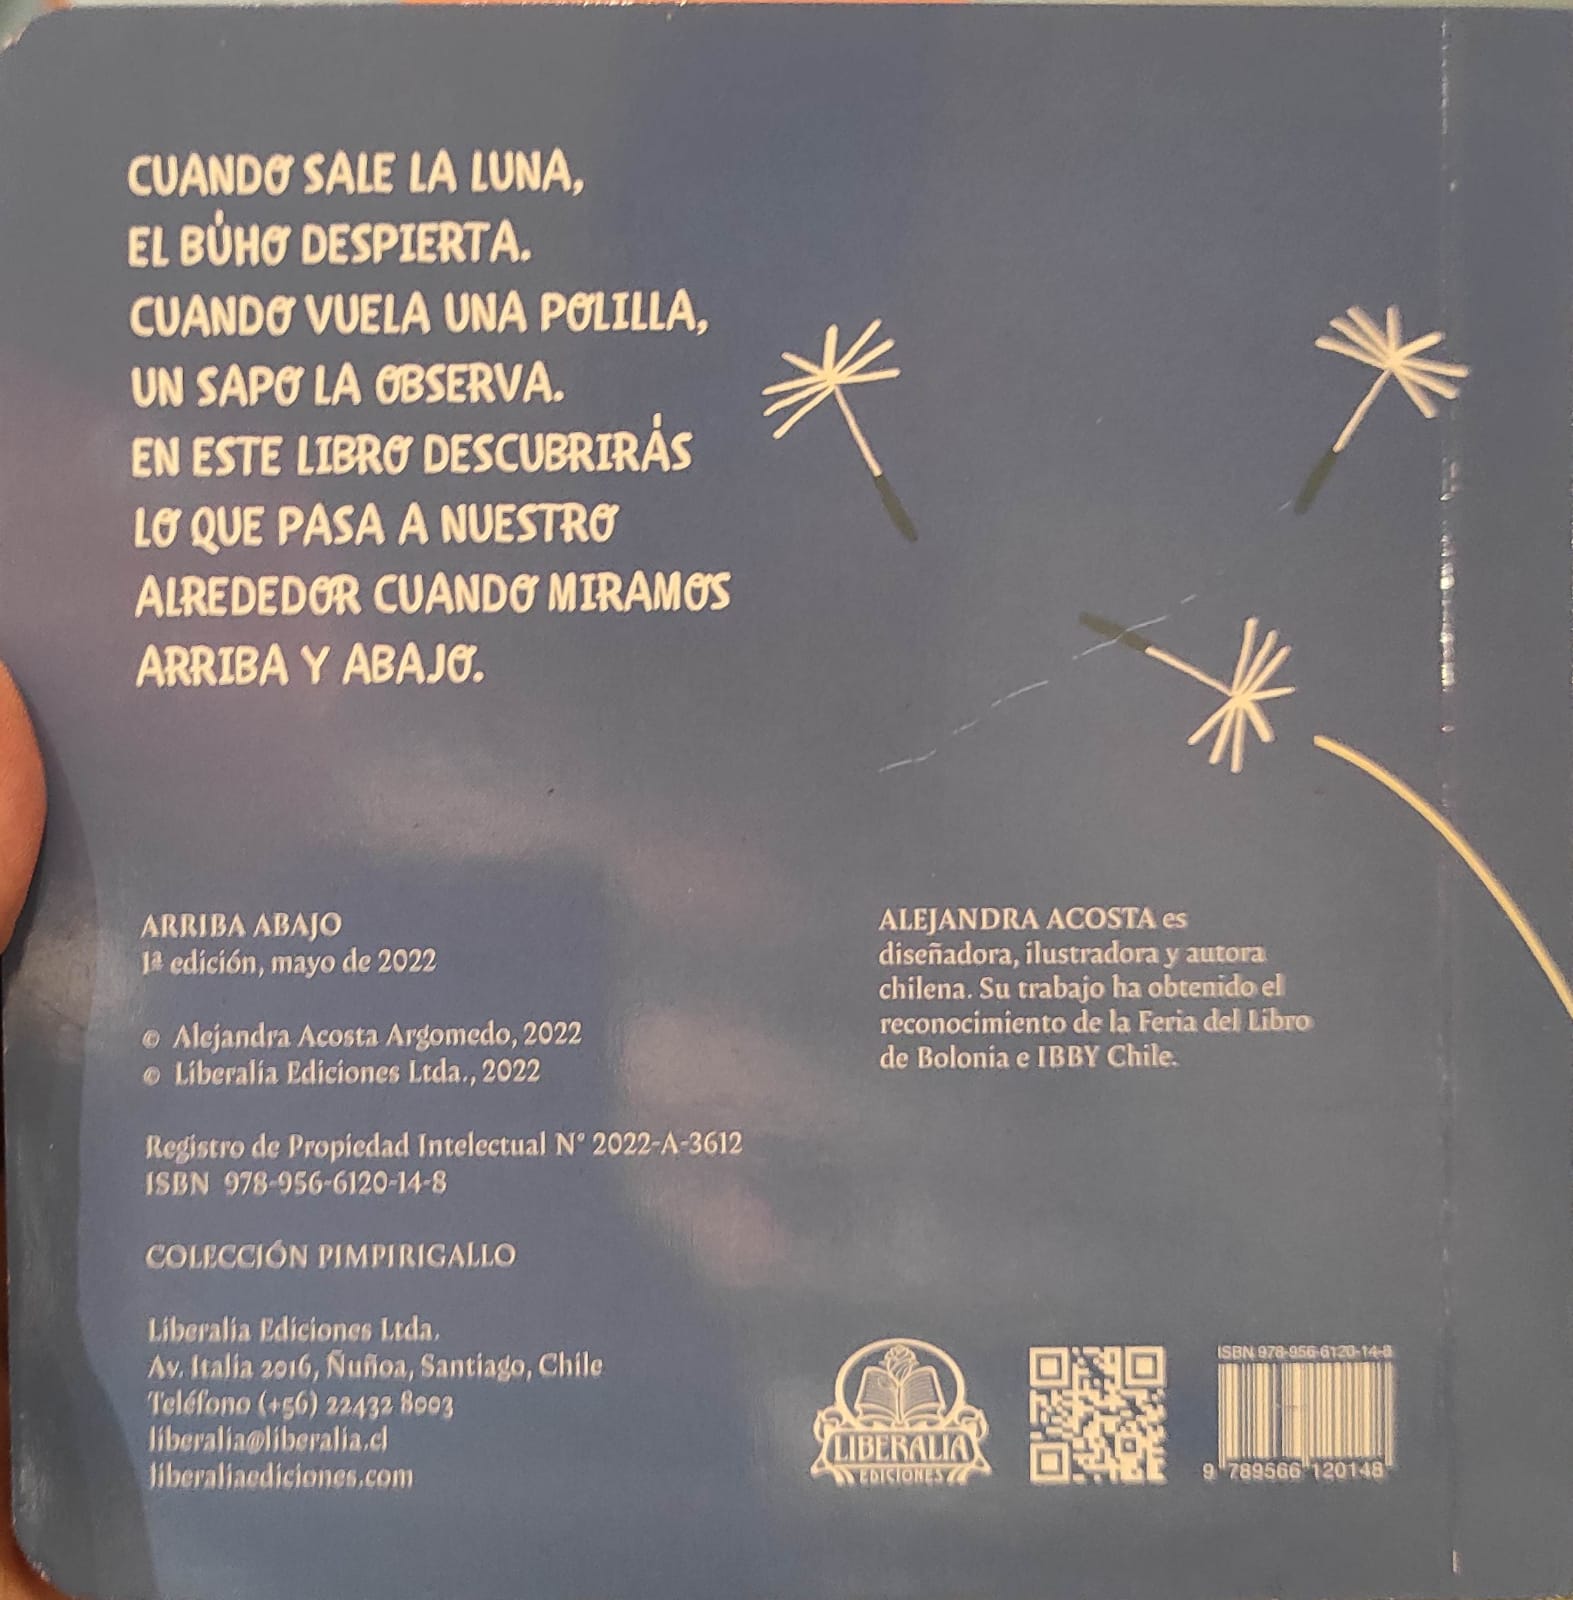 CUANDO SALE LA LUNA,
EL BÚHO DESPIERTA.
CUANDO VUELA UNA POLILLA,
UN SAPO LA OBSERVA.
EN ESTE LIBRO DESCUBRIRÁS
LO QUE PASA A NUESTRO
ALREDEDOR CUANDO MIRAMOS
ARRIBA Y ABAJO.
ARRIBA ABAJO
1ª edición, mayo de 2022
© Alejandra Acosta Argomedo, 2022
© Liberalia Ediciones Ltda., 2022
Registro de Propiedad Intelectual N° 2022-A-3612
ISBN 978-956-6120-14-8
COLECCIÓN PIMPIRIGALLO
Liberalia Ediciones Ltda.
Av. Italia 2016, Ñuñoa, Santiago, Chile
Teléfono (+56) 22432 8003
liberalia@liberalia.cl
liberaliaediciones.com
ALEJANDRA ACOSTA es
diseñadora, ilustradora y autora
chilena. Su trabajo ha obtenido el
reconocimiento de la Feria del Libro
de Bolonia e IBBY Chile.
LIBERALIA
EDICIONES
ISBN 978-956-6120-14-8
9 789566 120148